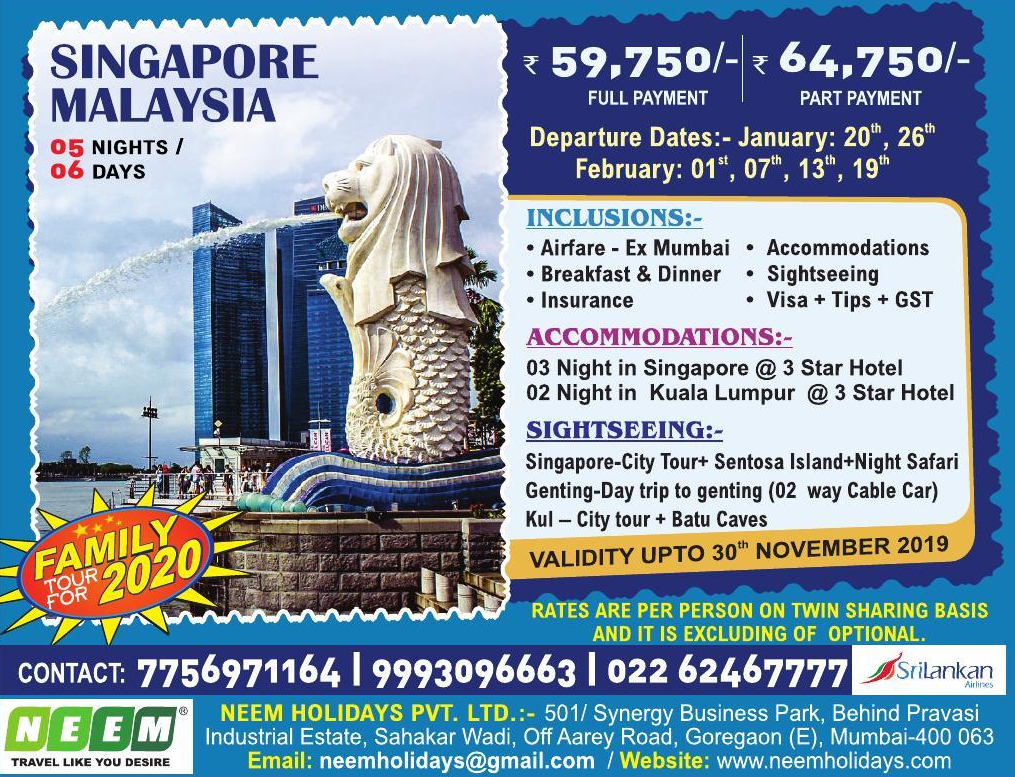 SINGAPORE
MALAYSIA
05 NIGHTS /
06 DAYS
₹ 59,750/- ₹ 64,750/-
FULL PAYMENT PART PAYMENT
Departure Dates:- January: 20th, 26th
February: 01st, 07th, 13th, 19th
INCLUSIONS:-
• Airfare - Ex Mumbai • Accommodations
• Breakfast & Dinner • Sightseeing
• Insurance • Visa + Tips + GST
ACCOMMODATIONS:-
03 Night in Singapore @ 3 Star Hotel
02 Night in Kuala Lumpur @ 3 Star Hotel
SIGHTSEEING:-
Singapore-City Tour+ Sentosa Island+Night Safari
Genting-Day trip to genting (02 way Cable Car)
Kul – City tour + Batu Caves
VALIDITY UPTO 30th NOVEMBER 2019
FAMILY
TOUR
FOR 2020
RATES ARE PER PERSON ON TWIN SHARING BASIS
AND IT IS EXCLUDING OF OPTIONAL.
CONTACT: 7756971164 | 9993096663 | 022 62467777
SriLankan
Airlines
NEEM®
TRAVEL LIKE YOU DESIRE
NEEM HOLIDAYS PVT. LTD.:- 501/ Synergy Business Park, Behind Pravasi
Industrial Estate, Sahakar Wadi, Off Aarey Road, Goregaon (E), Mumbai-400 063
Email: neemholidays@gmail.com / Website: www.neemholidays.com